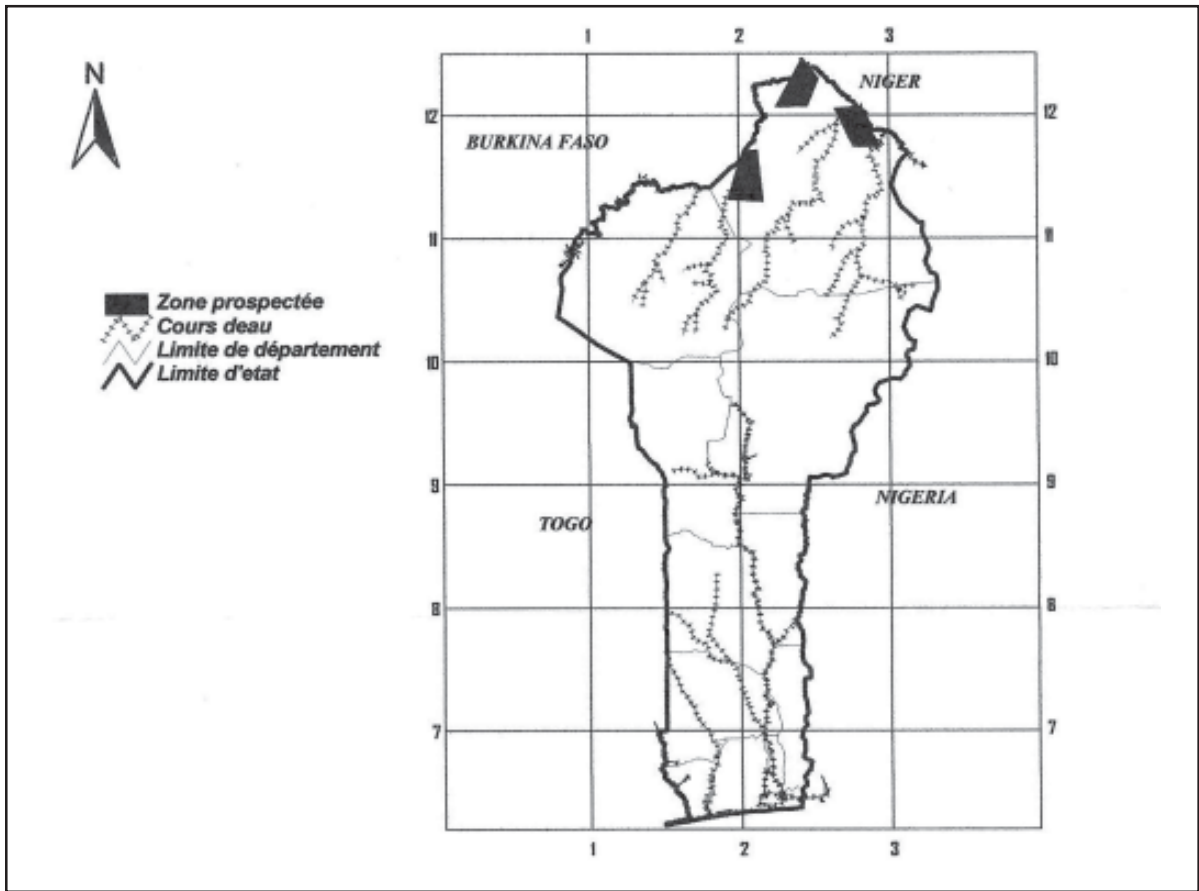 1 2 3
N
NIGER
12 12
BURKINA FASO
11 11
Zone prospectée
Cours deau
Limite de département
Limite d'etat
10 10
9 9
NIGERIA
TOGO
8 8
7 7
1 2 3